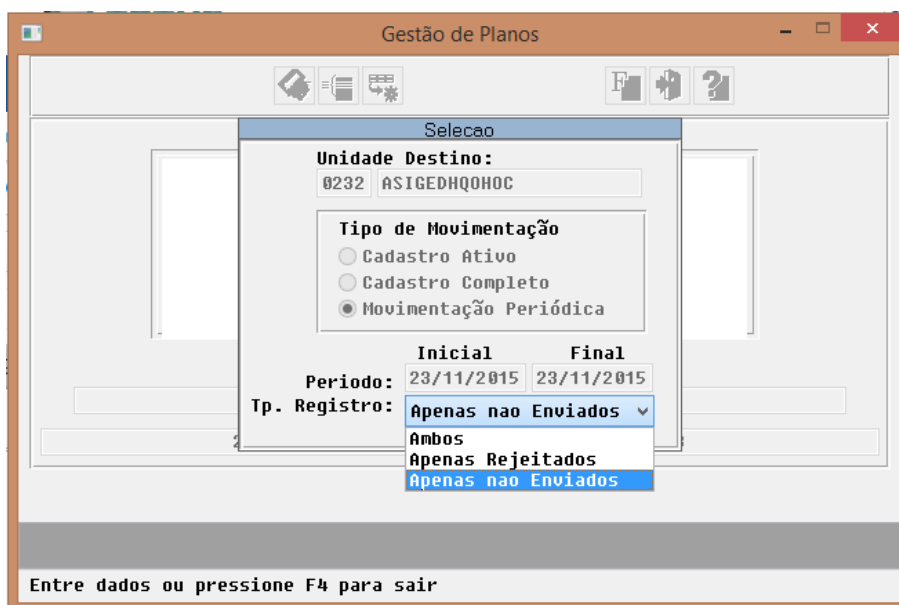 Gestão de Planos
Selecao
Unidade Destino:
0232 ASIGEDHQOHOC
Tipo de Movimentação
Cadastro Ativo
Cadastro Completo
Movimentação Periódica
Inicial Final
Periodo: 23/11/2015 23/11/2015
Tp. Registro: Apenas nao Enviados
Ambos
Apenas Rejeitados
Apenas nao Enviados
Entre dados ou pressione F4 para sair